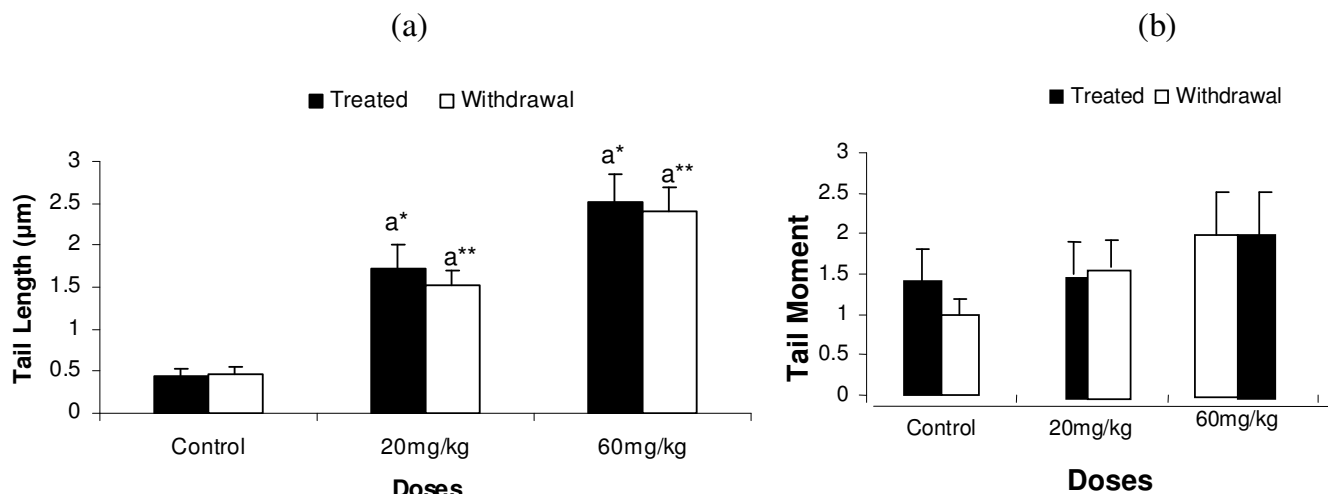 (a)
Treated Withdrawal
Tail Length (µm)
3
2.5
2
1.5
1
0.5
0
a*
a**
a*
a**
Control 20mg/kg 60mg/kg
Doses
(b)
Treated Withdrawal
Tail Moment
3
2.5
2
1.5
1
0.5
0
Control 20mg/kg 60mg/kg
Doses